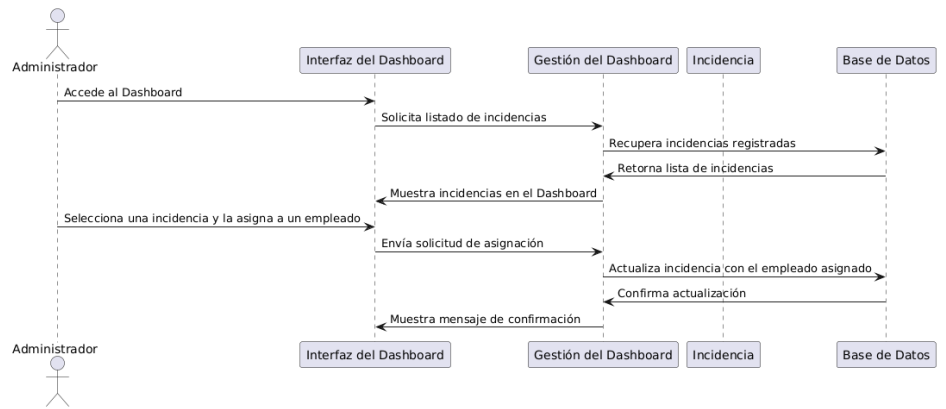 Administrador
Interfaz del Dashboard
Gestión del Dashboard
Incidencia
Base de Datos
Accede al Dashboard
Solicita listado de incidencias
Recupera incidencias registradas
Retorna lista de incidencias
Muestra incidencias en el Dashboard
Selecciona una incidencia y la asigna a un empleado
Envía solicitud de asignación
Actualiza incidencia con el empleado asignado
Confirma actualización
Muestra mensaje de confirmación
Administrador
Interfaz del Dashboard
Gestión del Dashboard
Incidencia
Base de Datos